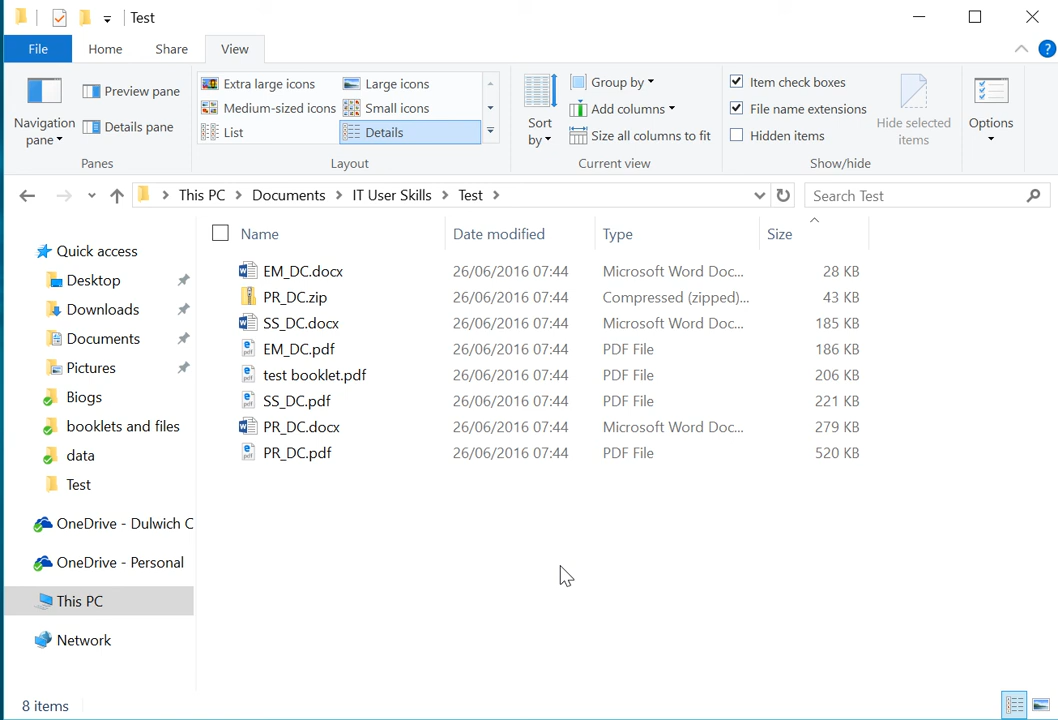 Test
File Home Share View
Navigation pane
Preview pane
Details pane
Panes
Extra large icons Large icons
Medium-sized icons Small icons
List Details
Layout
Sort by
Group by
Add columns
Size all columns to fit
Current view
Item check boxes
File name extensions
Hidden items
Hide selected items
Show/hide
Options
This PC Documents IT User Skills Test
Search Test
Quick access
Desktop
Downloads
Documents
Pictures
Biogs
booklets and files
data
Test
OneDrive - Dulwich C
OneDrive - Personal
This PC
Network
Name Date modified Type Size
EM_DC.docx 26/06/2016 07:44 Microsoft Word Doc... 28 KB
PR_DC.zip 26/06/2016 07:44 Compressed (zipped)... 43 KB
SS_DC.docx 26/06/2016 07:44 Microsoft Word Doc... 185 KB
EM_DC.pdf 26/06/2016 07:44 PDF File 186 KB
test booklet.pdf 26/06/2016 07:44 PDF File 206 KB
SS_DC.pdf 26/06/2016 07:44 PDF File 221 KB
PR_DC.docx 26/06/2016 07:44 Microsoft Word Doc... 279 KB
PR_DC.pdf 26/06/2016 07:44 PDF File 520 KB
8 items